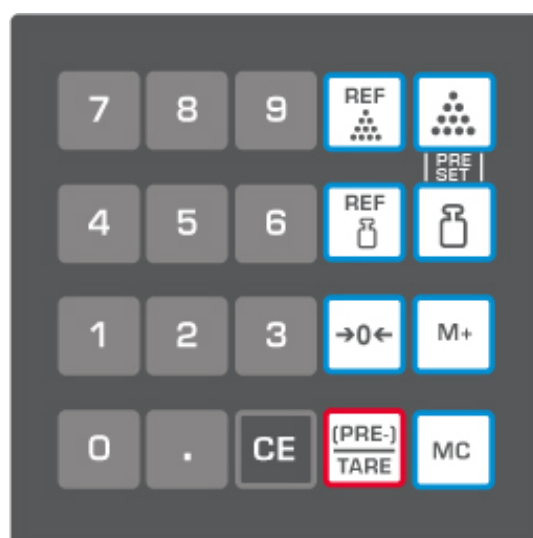 7 8 9 REF
PRE
SET
4 5 6 REF
1 2 3 →0← M+
0 . CE (PRE-) MC
TARE